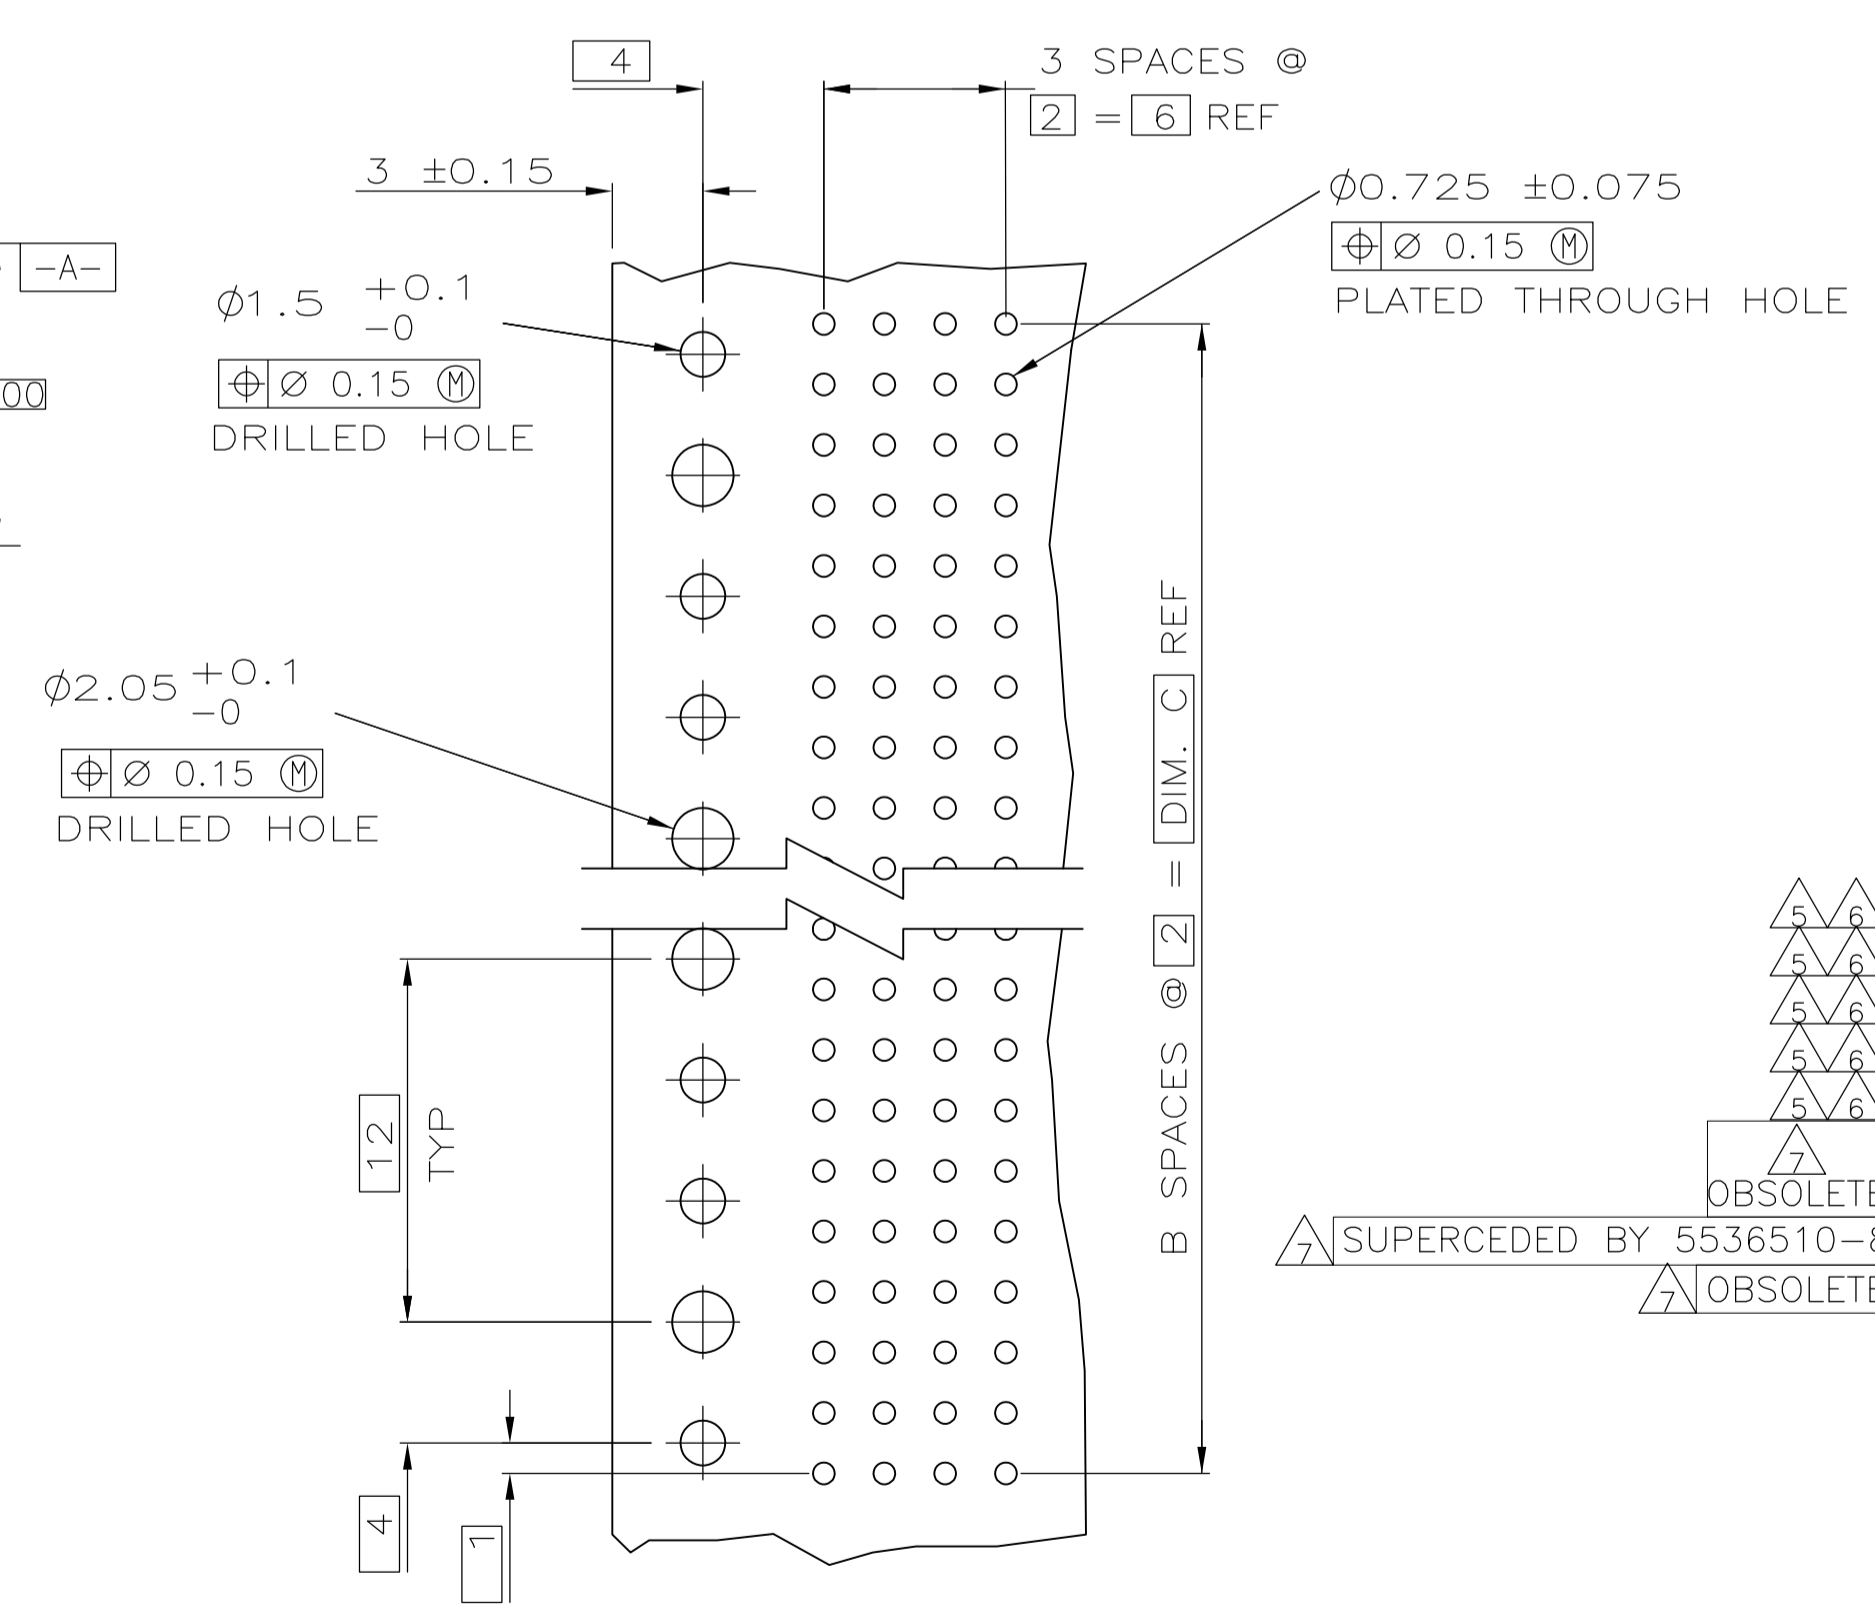 4
3 SPACES @
2 = 6 REF
3 ±0.15
Ø0.725 ±0.075
⌖ Ø 0.15 Ⓜ
PLATED THROUGH HOLE
-A-
Ø1.5 +0.1
-0
⌖ Ø 0.15 Ⓜ
DRILLED HOLE
00
Ø2.05 +0.1
-0
⌖ Ø 0.15 Ⓜ
DRILLED HOLE
B SPACES @ 2 = DIM. C REF
12
TYP
4
1
5 6
5 6
5 6
5 6
5 6
7
OBSOLETE
7 SUPERCEDED BY 5536510-8
7 OBSOLETE